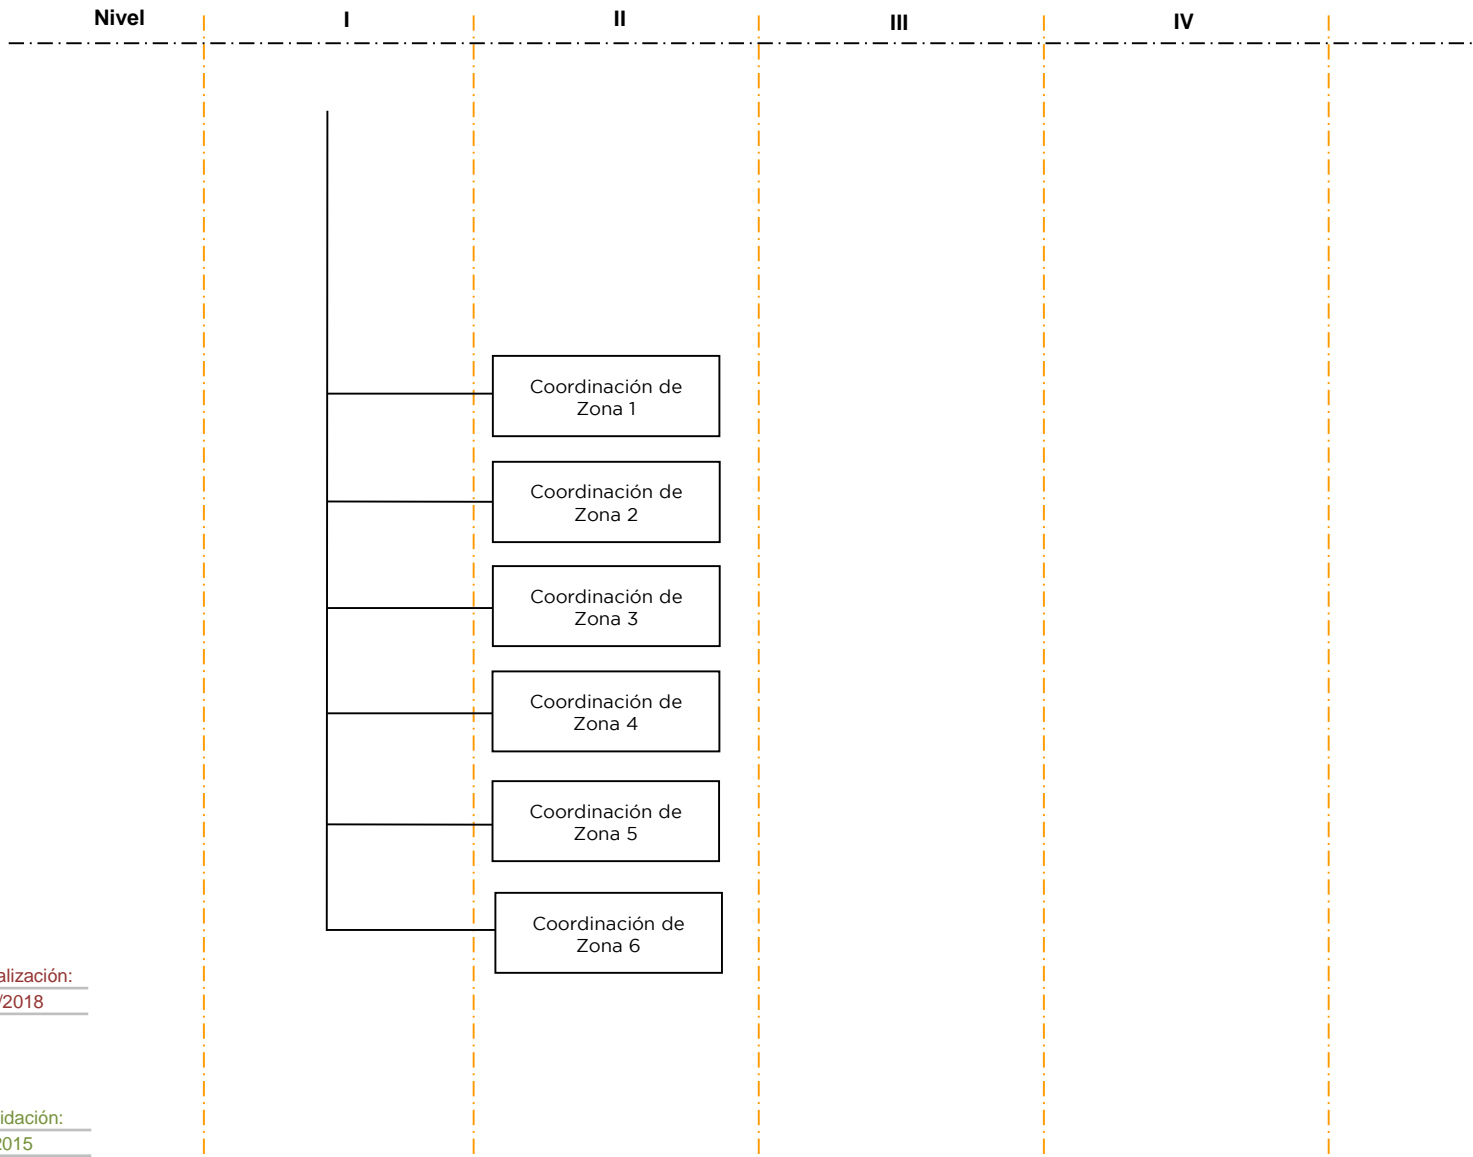 Nivel I II III IV
Coordinación de
Zona 1
Coordinación de
Zona 2
Coordinación de
Zona 3
Coordinación de
Zona 4
Coordinación de
Zona 5
Coordinación de
Zona 6
alización:
/2018
idación:
2015